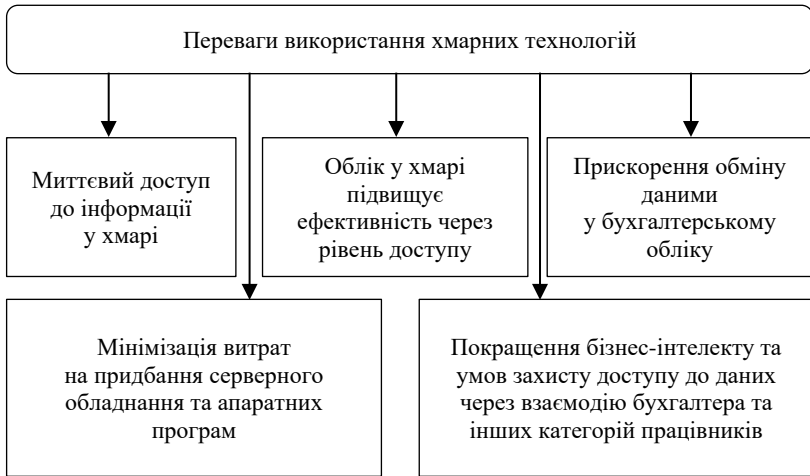 Переваги використання хмарних технологій
Миттєвий доступ
до інформації
у хмарі
Облік у хмарі
підвищує
ефективність через
рівень доступу
Прискорення обміну
даними
у бухгалтерському
обліку
Мінімізація витрат
на придбання серверного
обладнання та апаратних
програм
Покращення бізнес-інтелекту та
умов захисту доступу до даних
через взаємодію бухгалтера та
інших категорій працівників